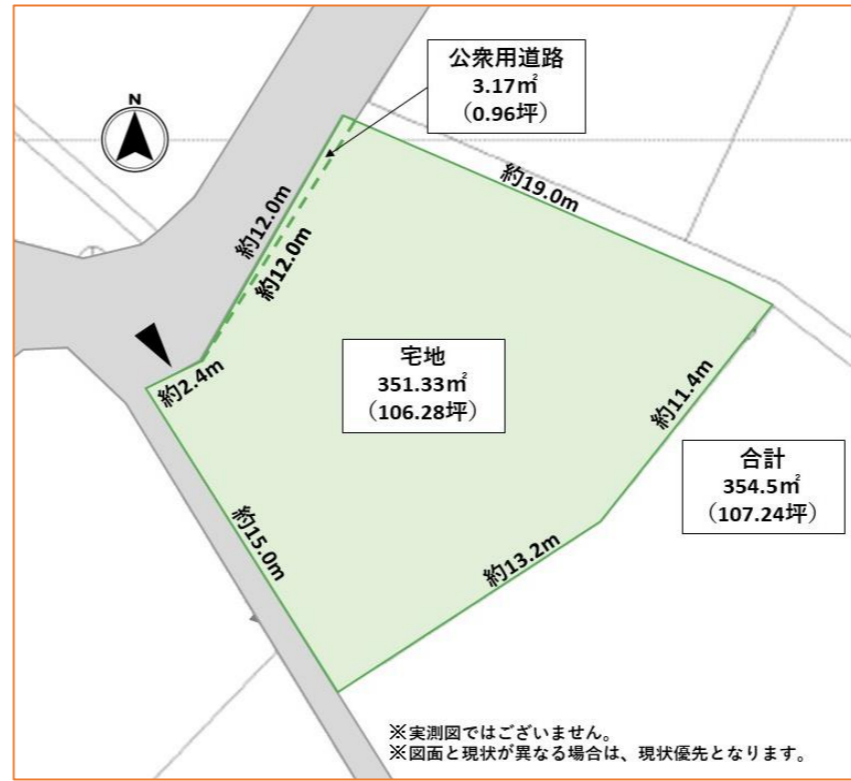 公衆用道路
3.17㎡
（0.96坪）
N
約19.0m
約12.0m
約12.0m
宅地
351.33㎡
（106.28坪）
約2.4m
約11.4m
合計
354.5㎡
（107.24坪）
約15.0m
約13.2m
※実測図ではございません。
※図面と現状が異なる場合は、現状優先となります。